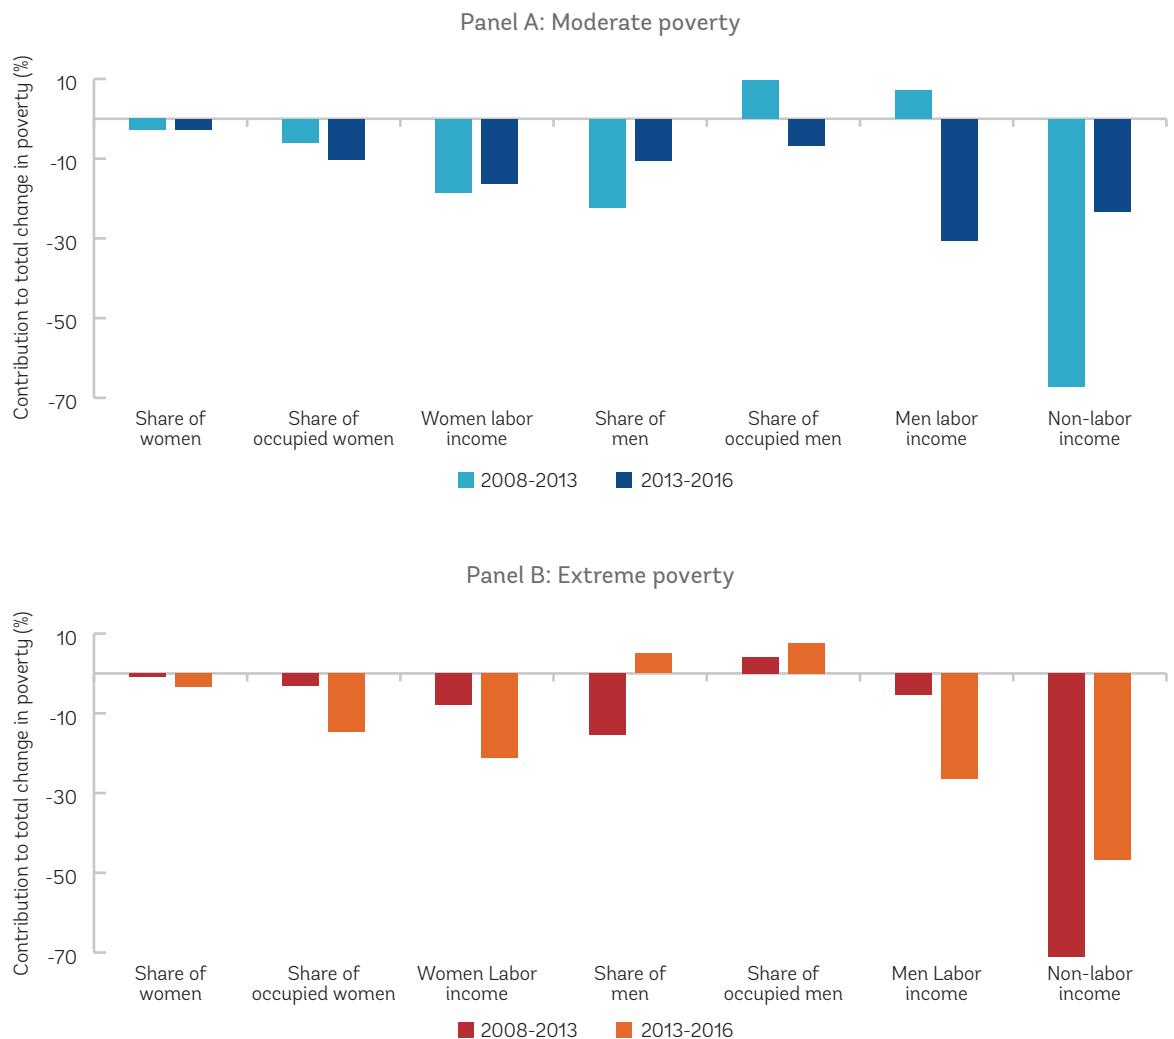 Panel A: Moderate poverty
Contribution to total change in poverty (%)
10
-10
-30
-50
-70
Share of women
Share of occupied women
Women labor income
Share of men
Share of occupied men
Men labor income
Non-labor income
2008-2013
2013-2016
Panel B: Extreme poverty
Contribution to total change in poverty (%)
10
-10
-30
-50
-70
Share of women
Share of occupied women
Women Labor income
Share of men
Share of occupied men
Men Labor income
Non-labor income
2008-2013
2013-2016